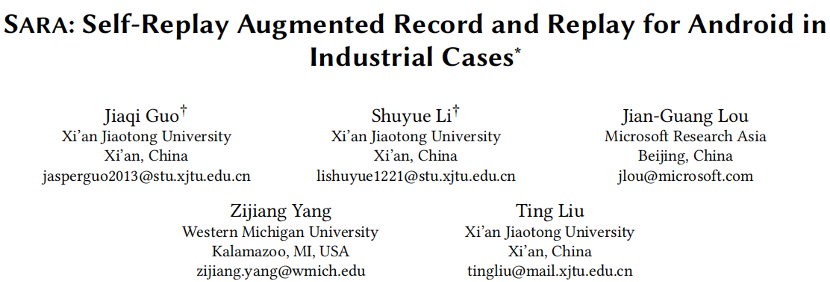 SARA: Self-Replay Augmented Record and Replay for Android in
Industrial Cases*
Jiaqi Guo†
Xi'an Jiaotong University
Xi'an, China
jasperguo2013@stu.xjtu.edu.cn
Shuyue Li†
Xi'an Jiaotong University
Xi'an, China
lishuyue1221@stu.xjtu.edu.cn
Jian-Guang Lou
Microsoft Research Asia
Beijing, China
jlou@microsoft.com
Zijiang Yang
Western Michigan University
Kalamazoo, MI, USA
zijiang.yang@wmich.edu
Ting Liu
Xi'an Jiaotong University
Xi'an, China
tingliu@mail.xjtu.edu.cn